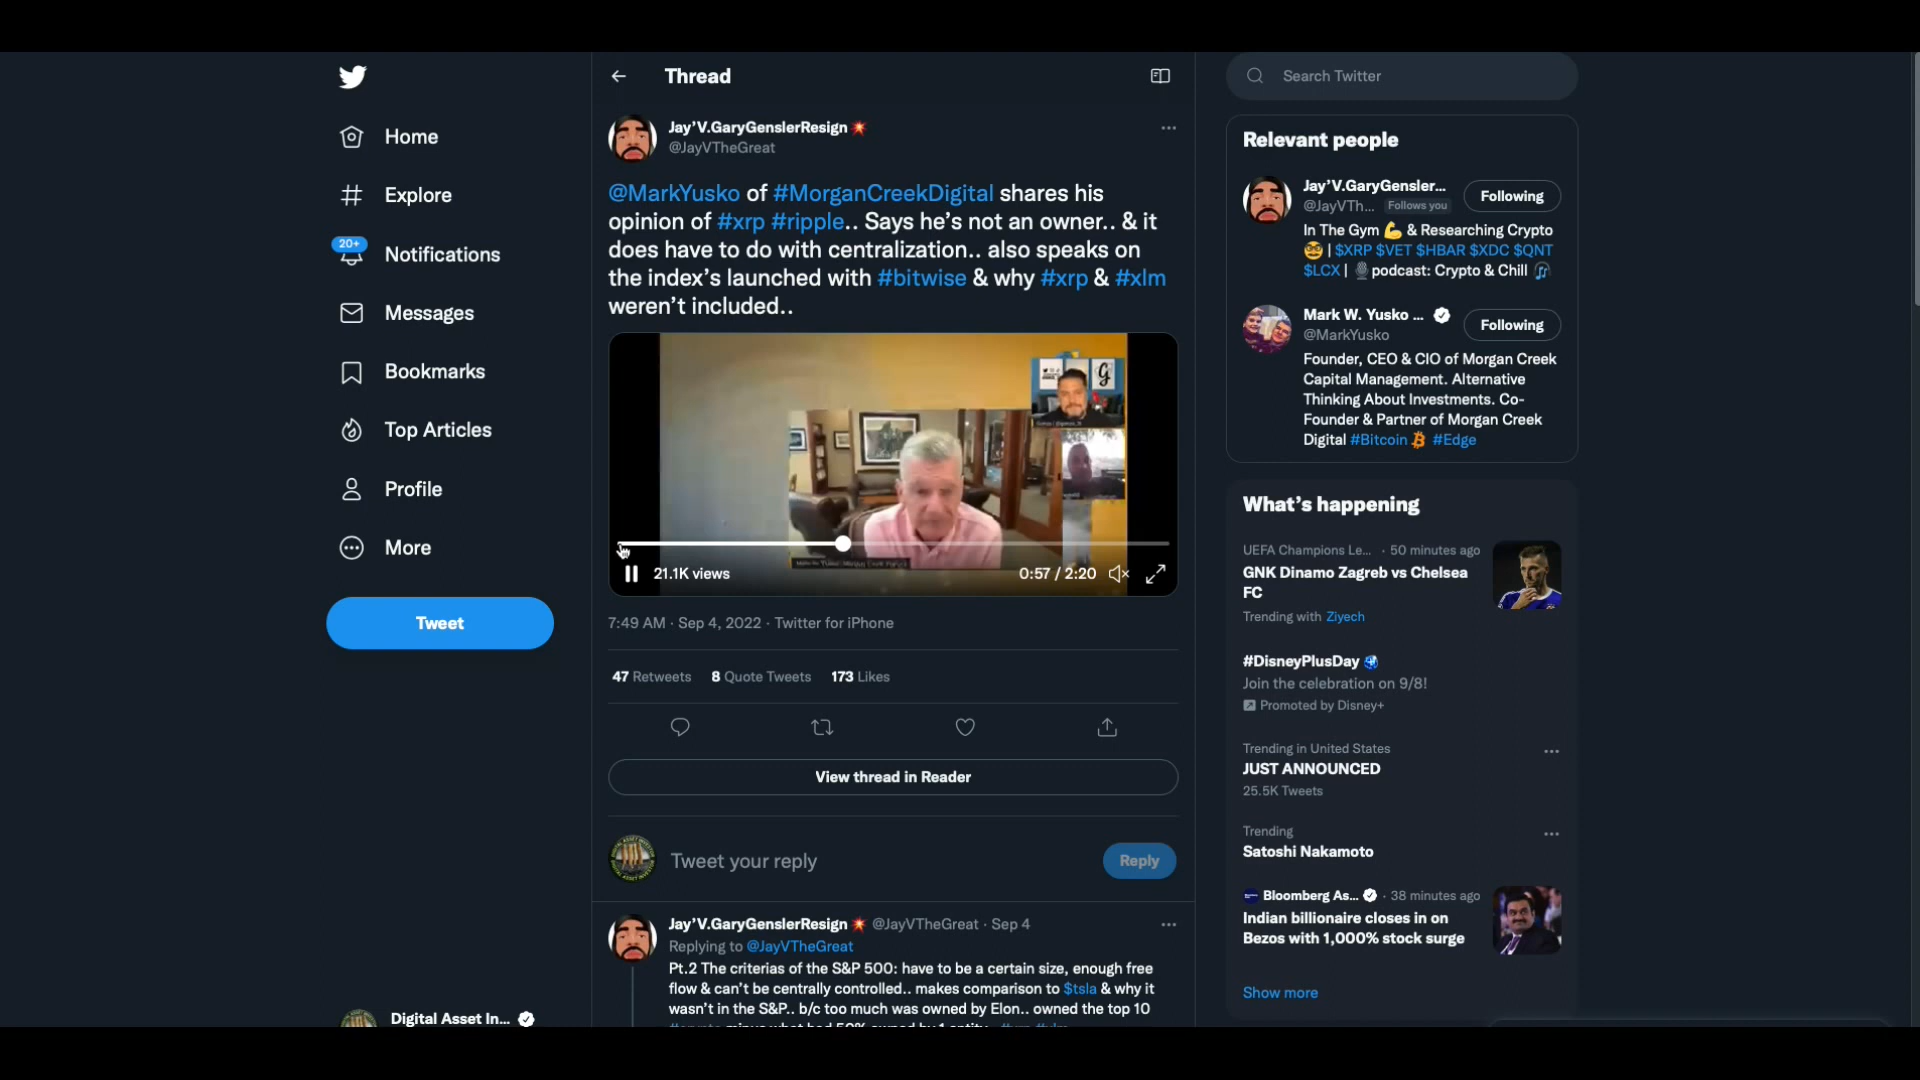 Home
Explore
20+
Notifications
Messages
Bookmarks
Top Articles
Profile
More
Tweet
Digital Asset In...
Thread
Jay’V.GaryGenslerResign
@JayVTheGreat
@MarkYusko of #MorganCreekDigital shares his
opinion of #xrp #ripple.. Says he’s not an owner.. & it
does have to do with centralization.. also speaks on
the index’s launched with #bitwise & why #xrp & #xlm
weren’t included..
21.1K views
0:57 / 2:20
7:49 AM · Sep 4, 2022 · Twitter for iPhone
47 Retweets 8 Quote Tweets 173 Likes
View thread in Reader
Tweet your reply
Reply
Jay’V.GaryGenslerResign @JayVTheGreat · Sep 4
Replying to @JayVTheGreat
Pt.2 The criterias of the S&P 500: have to be a certain size, enough free
flow & can’t be centrally controlled.. makes comparison to $tsla & why it
wasn’t in the S&P.. b/c too much was owned by Elon.. owned the top 10
Search Twitter
Relevant people
Jay’V.GaryGensler...
@JayVTh... Follows you
Following
In The Gym & Researching Crypto
| $XRP $VET $HBAR $XDC $QNT
$LCX | podcast: Crypto & Chill
Mark W. Yusko ...
@MarkYusko
Following
Founder, CEO & CIO of Morgan Creek
Capital Management. Alternative
Thinking About Investments. Co-
Founder & Partner of Morgan Creek
Digital #Bitcoin #Edge
What’s happening
UEFA Champions Le... · 50 minutes ago
GNK Dinamo Zagreb vs Chelsea
FC
Trending with Ziyech
#DisneyPlusDay
Join the celebration on 9/8!
Promoted by Disney+
Trending in United States
JUST ANNOUNCED
25.5K Tweets
Trending
Satoshi Nakamoto
Bloomberg As... · 38 minutes ago
Indian billionaire closes in on
Bezos with 1,000% stock surge
Show more